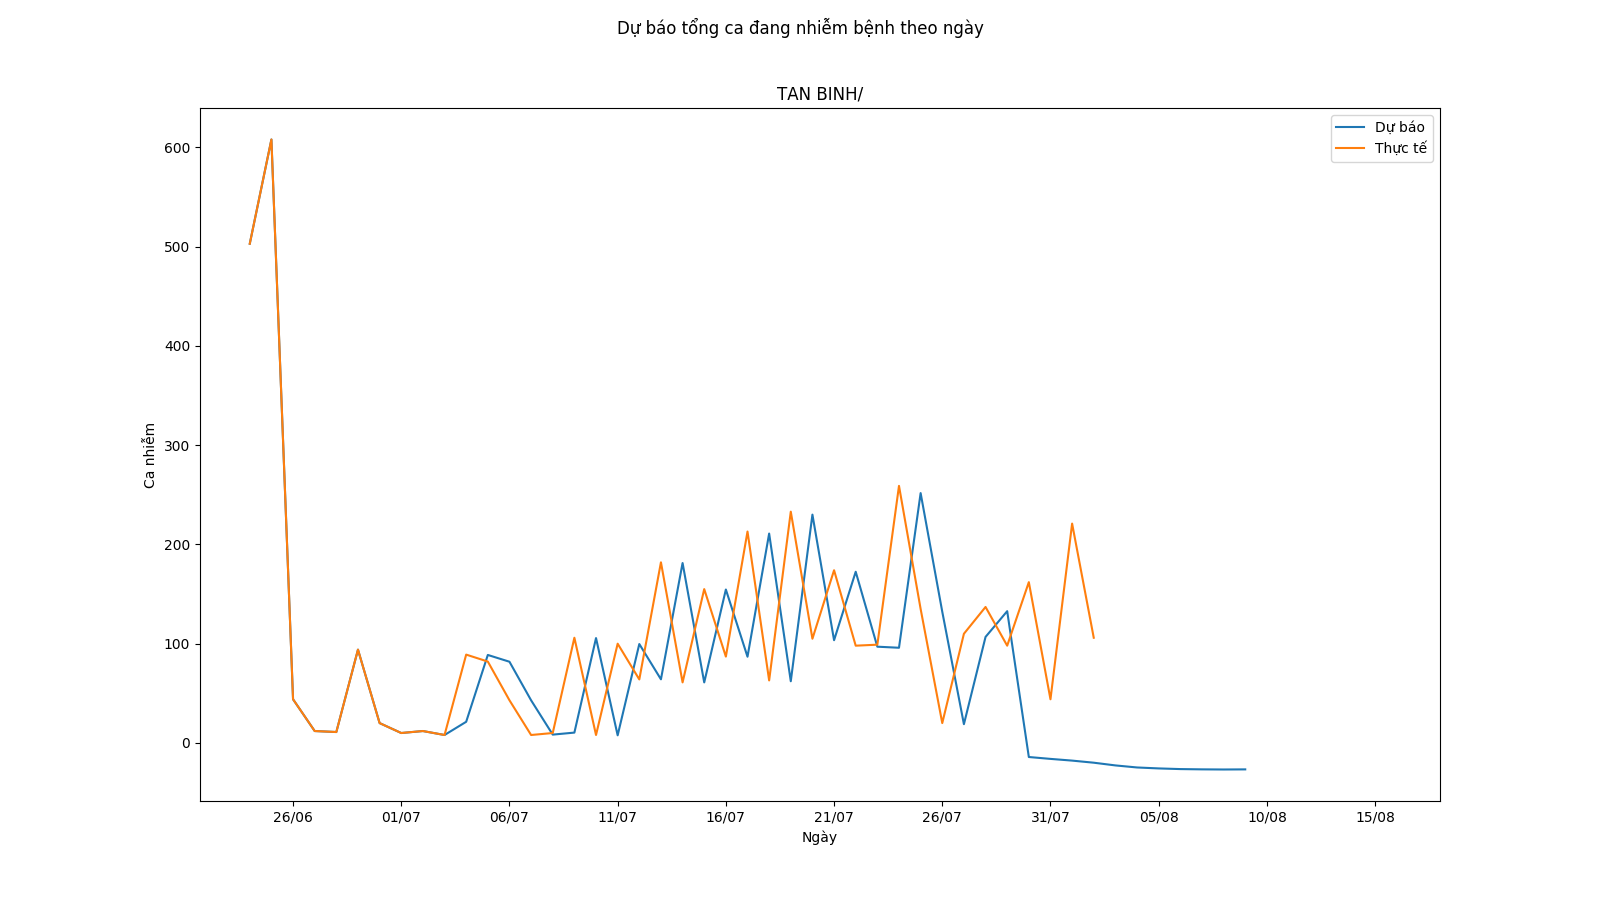 Dự báo tổng ca đang nhiễm bệnh theo ngày
TAN BINH/
Dự báo
Thực tế
600
500
400
300
200
100
0
Ca nhiễm
26/06 01/07 06/07 11/07 16/07 21/07 26/07 31/07 05/08 10/08 15/08
Ngày